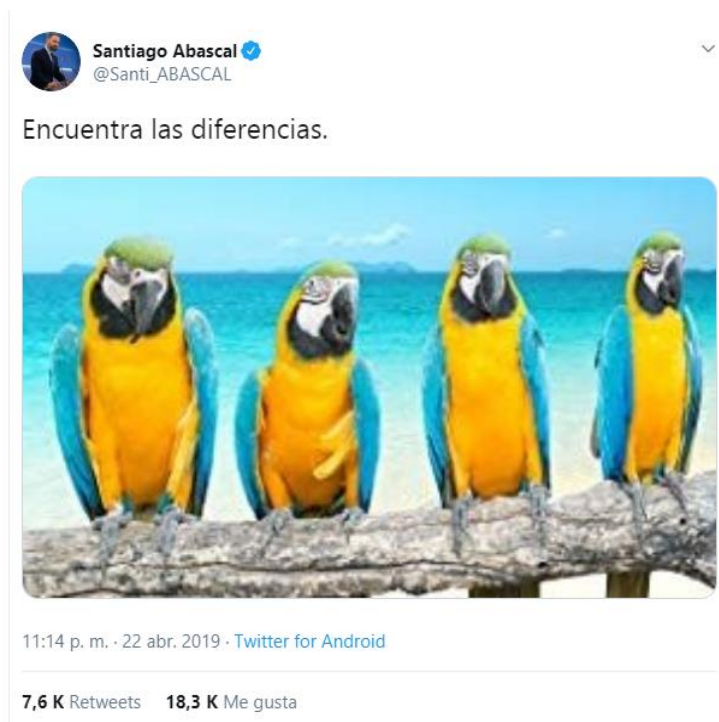 Santiago Abascal
@Santi_ABASCAL
Encuentra las diferencias.
11:14 p. m. · 22 abr. 2019 · Twitter for Android
7,6 K Retweets 18,3 K Me gusta